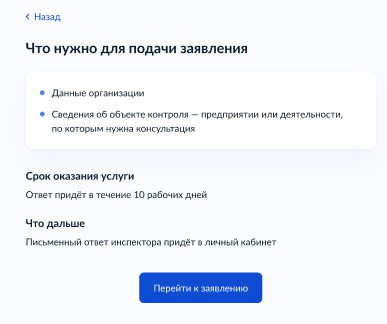 Назад
Что нужно для подачи заявления
Данные организации
Сведения об объекте контроля — предприятии или деятельности,
по которым нужна консультация
Срок оказания услуги
Ответ придёт в течение 10 рабочих дней
Что дальше
Письменный ответ инспектора придёт в личный кабинет
Перейти к заявлению